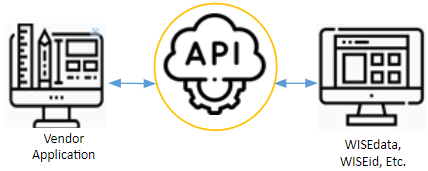 API
Vendor
Application
WISEdata,
WISEid, Etc.